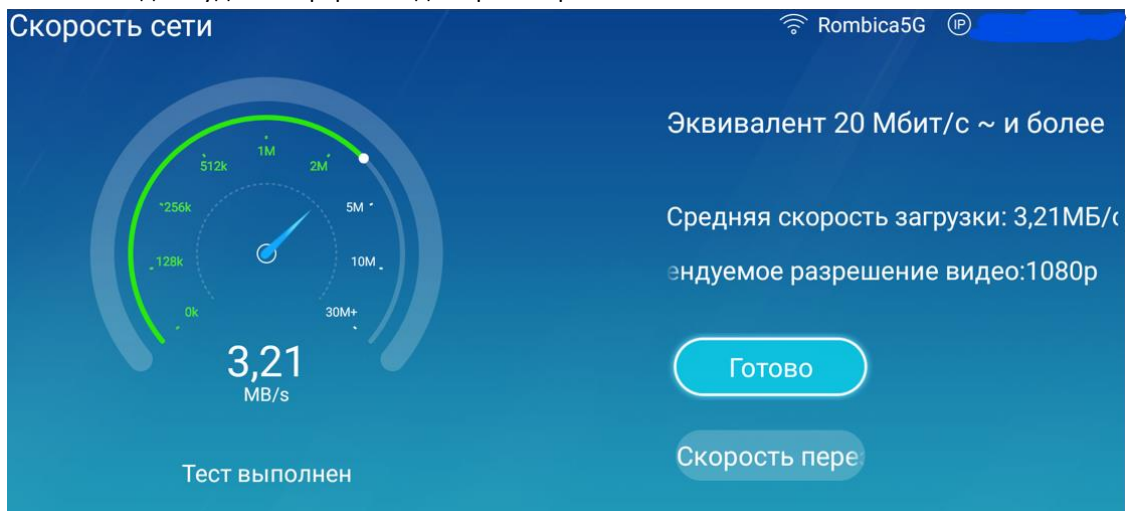 Скорость сети
Rombica5G IP
Эквивалент 20 Мбит/с ~ и более
1M
512k
2M
256k
5M
128k
10M
0k
30M+
Средняя скорость загрузки: 3,21МБ/с
ендуемое разрешение видео:1080p
3,21
MB/s
Готово
Тест выполнен
Скорость пере